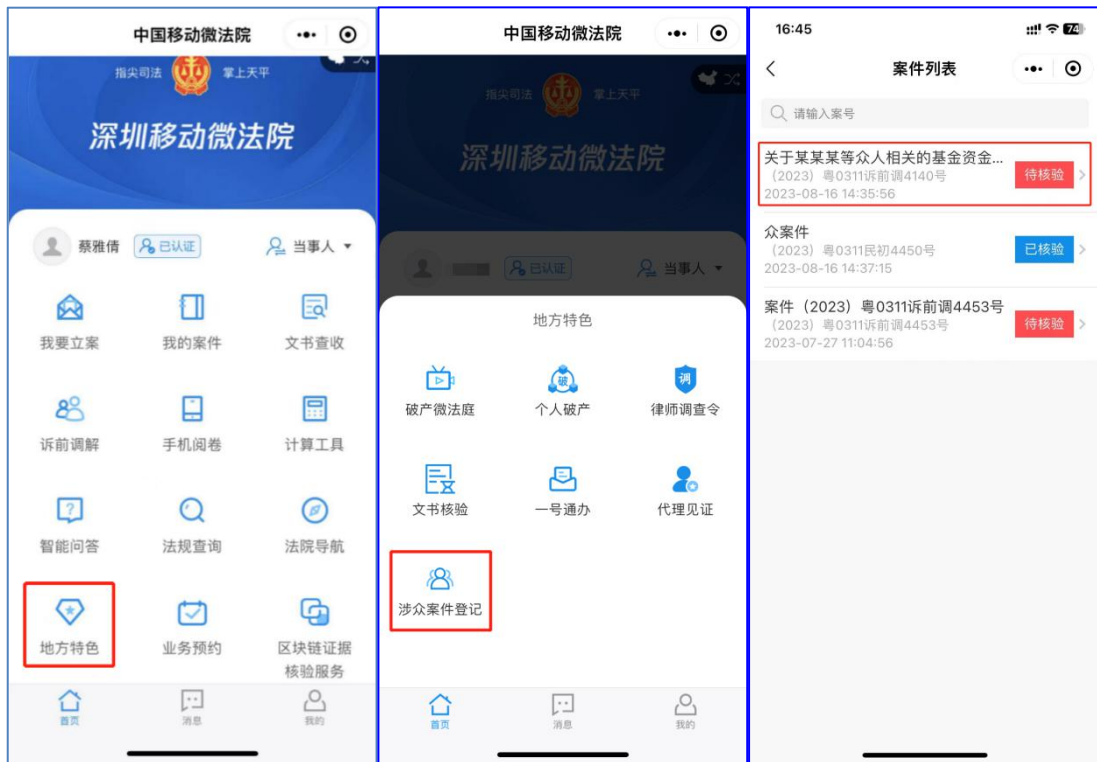 中国移动微法院
指尖司法 掌上天平
深圳移动微法院
蔡雅倩 已认证 当事人
我要立案 我的案件 文书查收
诉前调解 手机阅卷 计算工具
智能问答 法规查询 法院导航
地方特色 业务预约 区块链证据
核验服务
首页 消息 我的
中国移动微法院
指尖司法 掌上天平
深圳移动微法院
已认证 当事人
地方特色
破产微法庭 个人破产 律师调查令
破
调
文书核验 一号通办 代理见证
涉众案件登记
首页 消息 我的
16:45 74
案件列表
请输入案号
关于某某某等众人相关的基金资金...
(2023) 粤0311诉前调4140号
待核验
2023-08-16 14:35:56
众案件
(2023) 粤0311民初4450号
已核验
2023-08-16 14:37:15
案件（2023）粤0311诉前调4453号
(2023) 粤0311诉前调4453号
待核验
2023-07-27 11:04:56